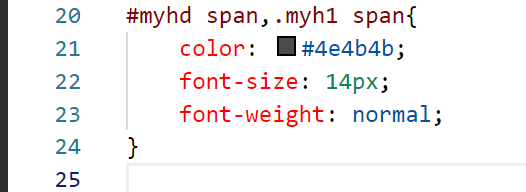 20 #myhd span,.myh1 span{
21 color: #4e4b4b;
22 font-size: 14px;
23 font-weight: normal;
24 }
25